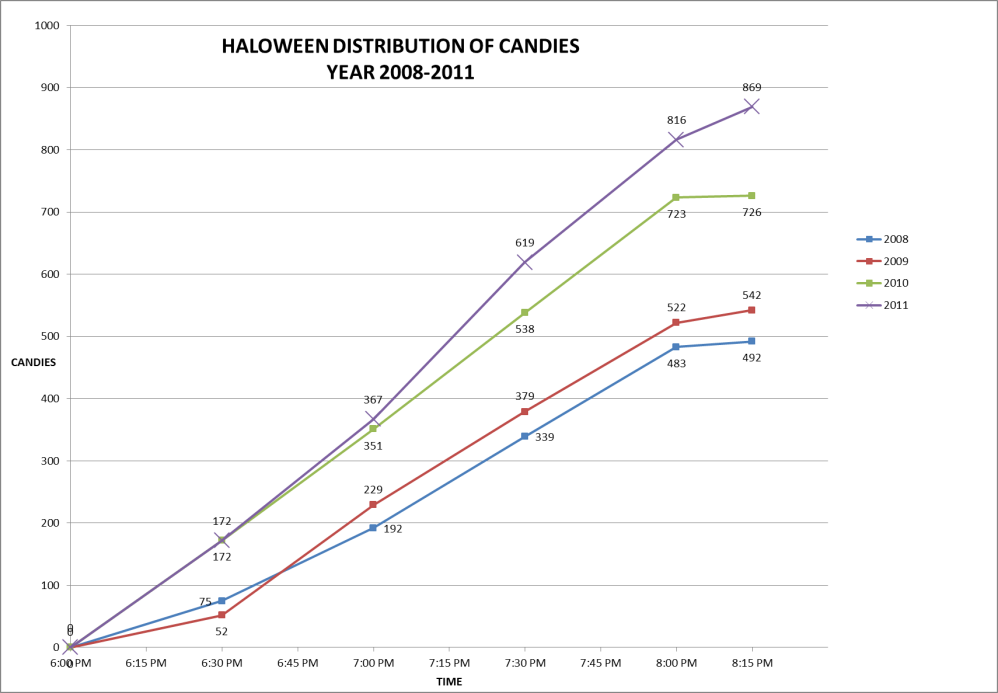 HALOWEEN DISTRIBUTION OF CANDIES
YEAR 2008-2011
1000
900
800
700
600
500
400
300
200
100
0
CANDIES
869
816
723
726
619
538
542
522
483
492
367
351
379
339
229
192
172
172
75
52
0
0
0
2008
2009
2010
2011
6:00 PM
6:15 PM
6:30 PM
6:45 PM
7:00 PM
7:15 PM
7:30 PM
7:45 PM
8:00 PM
8:15 PM
TIME